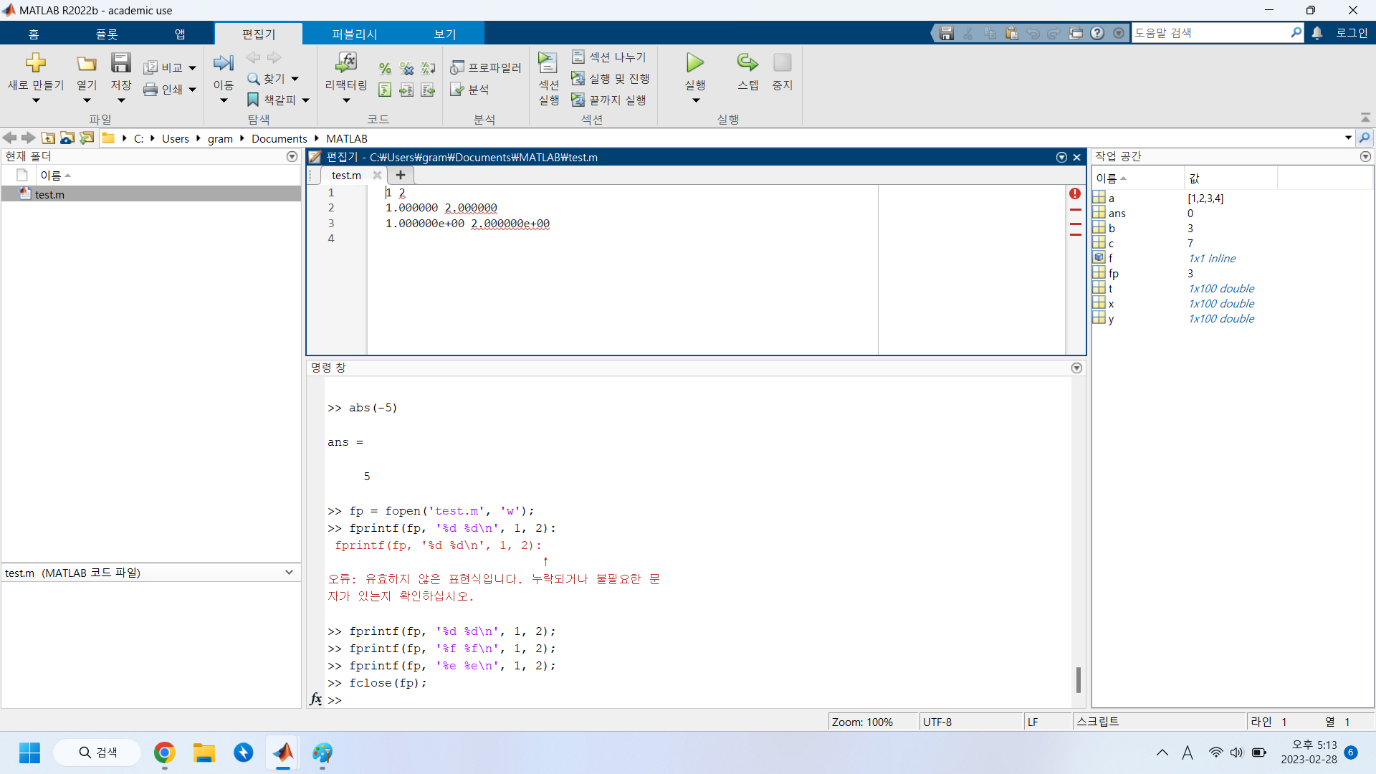 MATLAB R2022b - academic use
홈 플롯 앱 편집기 퍼블리시 보기 도움말 검색 로그인
새로 만들기 열기 저장 비교 인쇄 이동 찾기 책갈피 리팩터링 프로파일러 분석 섹션 실행 섹션 나누기 실행 및 진행 끝까지 실행 실행 스텝 중지
파일 탐색 코드 분석 섹션 실행
C: Users gram Documents MATLAB
현재 폴더
이름
test.m
test.m (MATLAB 코드 파일)
편집기 - C:₩Users₩gram₩Documents₩MATLAB₩test.m
test.m
1 1 2
2 1.000000 2.000000
3 1.000000e+00 2.000000e+00
4
명령 창
>> abs(-5)
ans =
5
>> fp = fopen('test.m', 'w');
>> fprintf(fp, '%d %d\n', 1, 2):
fprintf(fp, '%d %d\n', 1, 2):
↑
오류: 유효하지 않은 표현식입니다. 누락되거나 불필요한 문
자가 있는지 확인하십시오.
>> fprintf(fp, '%d %d\n', 1, 2);
>> fprintf(fp, '%f %f\n', 1, 2);
>> fprintf(fp, '%e %e\n', 1, 2);
>> fclose(fp);
fx >>
작업 공간
이름 값
a [1,2,3,4]
ans 0
b 3
c 7
f 1x1 inline
fp 3
t 1x100 double
x 1x100 double
y 1x100 double
Zoom: 100% UTF-8 LF 스크립트 라인 1 열 1
검색
A
오후 5:13
2023-02-28
6